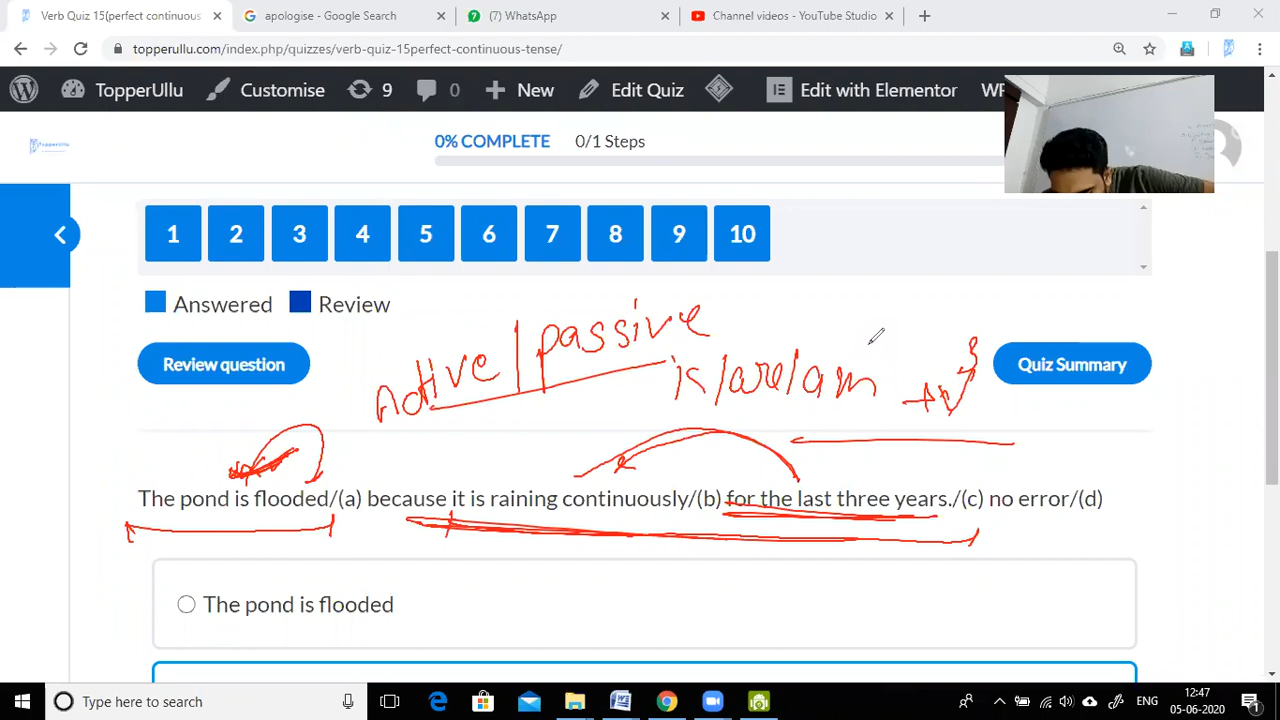 Verb Quiz 15(perfect continuous
apologise - Google Search
(7) WhatsApp
Channel videos - YouTube Studio
topperullu.com/index.php/quizzes/verb-quiz-15perfect-continuous-tense/
TopperUllu
Customise
9
0
New
Edit Quiz
Edit with Elementor
WP
TopperUllu
0% COMPLETE
0/1 Steps
1 2 3 4 5 6 7 8 9 10
Answered
Review
Review question
Active | passive
is/are/am + v3
Quiz Summary
The pond is flooded/(a) because it is raining continuously/(b) for the last three years./(c) no error/(d)
The pond is flooded
Type here to search
ENG
12:47
05-06-2020
1